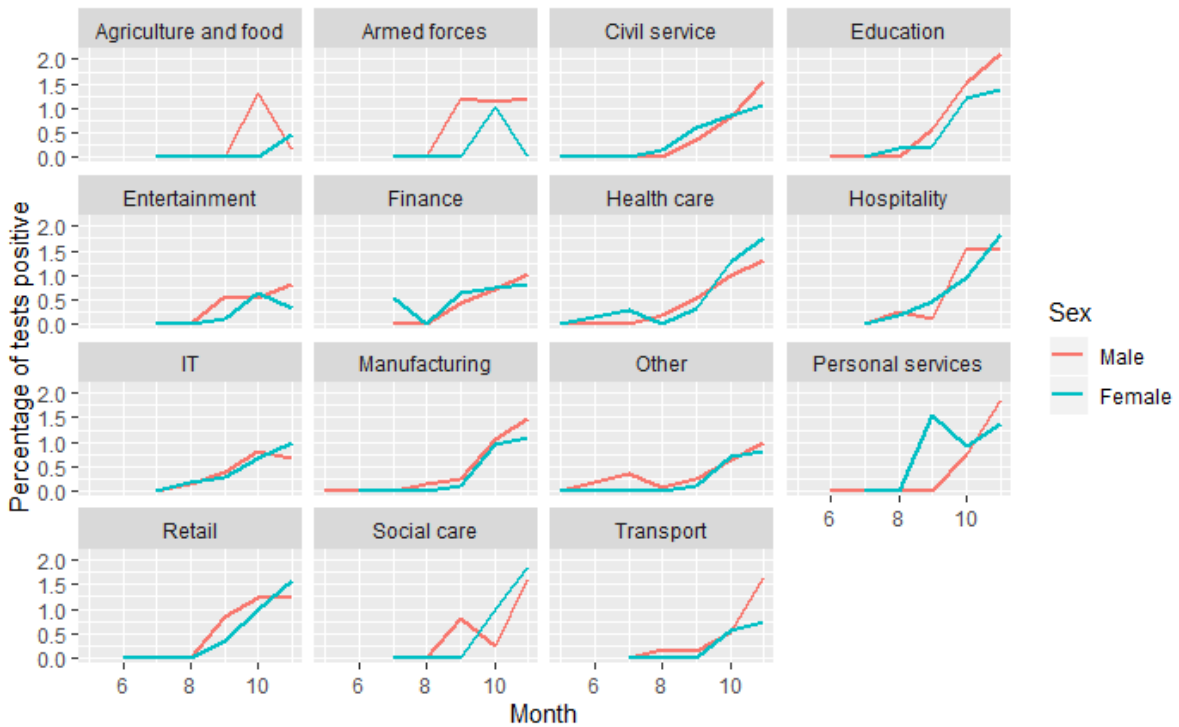 Agriculture and food
Armed forces
Civil service
Education
2.0
1.5
1.0
0.5
0.0
Entertainment
Finance
Health care
Hospitality
2.0
1.5
1.0
0.5
0.0
IT
Manufacturing
Other
Personal services
2.0
1.5
1.0
0.5
0.0
6 8 10
Retail
Social care
Transport
2.0
1.5
1.0
0.5
0.0
6 8 10
6 8 10
6 8 10
Month
Percentage of tests positive
Sex
Male
Female